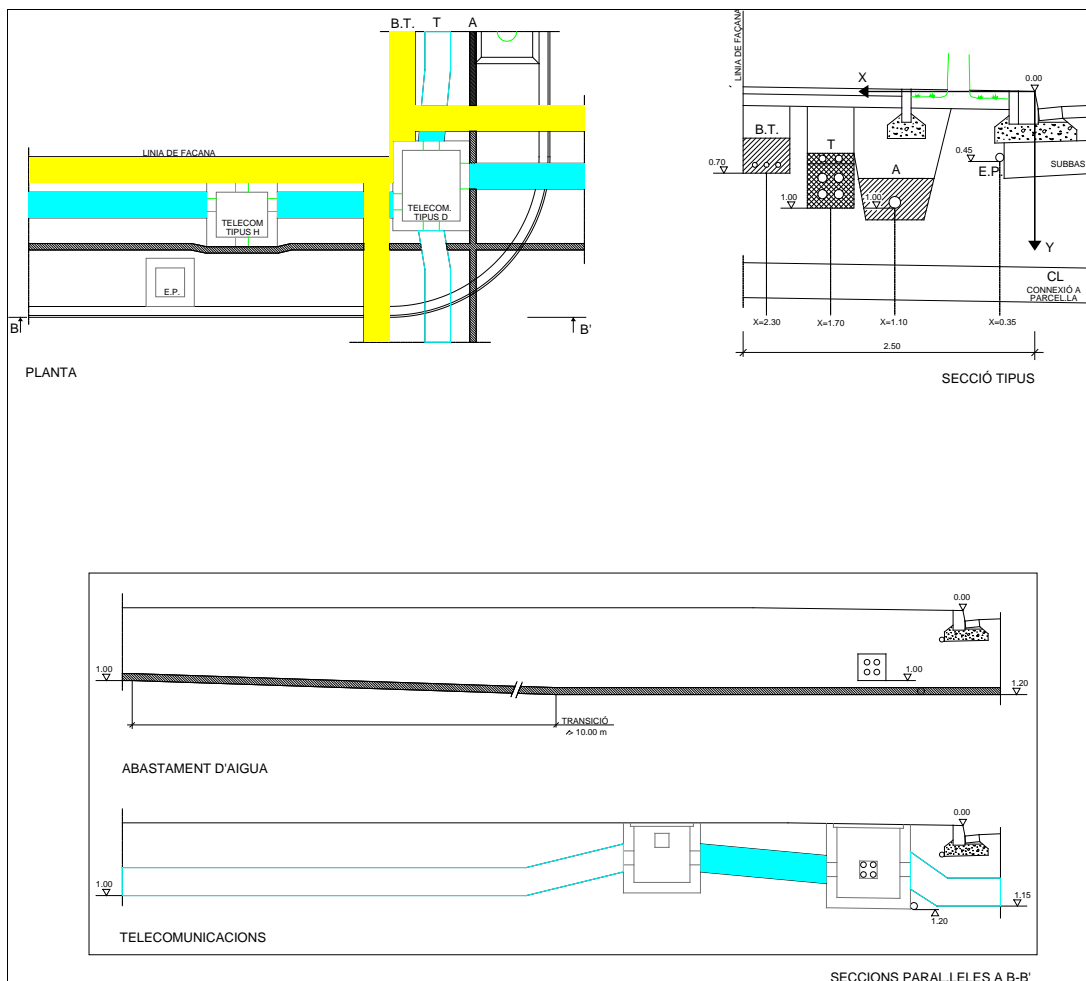 B.T. T A
LINIA DE FAÇANA
TELECOM
TIPUS H
TELECOM.
TIPUS D
E.P.
B B'
PLANTA
LINIA DE FAÇANA
X
0.00
B.T.
T
A
0.45
E.P.
SUBBAS
0.70
1.00
1.00
Y
CL
CONNEXIÓ A
PARCEL.LA
X=2.30 X=1.70 X=1.10 X=0.35
2.50
SECCIÓ TIPUS
0.00
1.00
1.00
1.20
TRANSICIÓ
10.00 m
ABASTAMENT D'AIGUA
0.00
1.00
1.15
1.20
TELECOMUNICACIONS
SECCIONS PARAL.LELES A B-B'